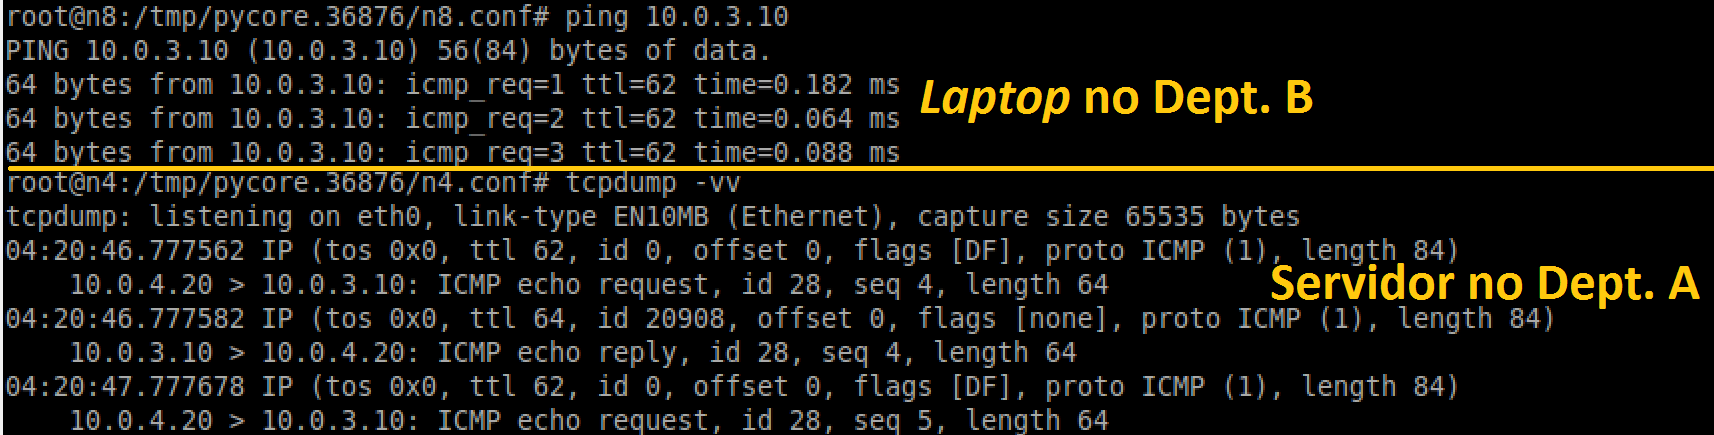 root@n8:/tmp/pycore.36876/n8.conf# ping 10.0.3.10
PING 10.0.3.10 (10.0.3.10) 56(84) bytes of data.
64 bytes from 10.0.3.10: icmp_req=1 ttl=62 time=0.182 ms
64 bytes from 10.0.3.10: icmp_req=2 ttl=62 time=0.064 ms
64 bytes from 10.0.3.10: icmp_req=3 ttl=62 time=0.088 ms
Laptop no Dept. B
root@n4:/tmp/pycore.36876/n4.conf# tcpdump -vv
tcpdump: listening on eth0, link-type EN10MB (Ethernet), capture size 65535 bytes
04:20:46.777562 IP (tos 0x0, ttl 62, id 0, offset 0, flags [DF], proto ICMP (1), length 84)
    10.0.4.20 > 10.0.3.10: ICMP echo request, id 28, seq 4, length 64
Servidor no Dept. A
04:20:46.777582 IP (tos 0x0, ttl 64, id 20908, offset 0, flags [none], proto ICMP (1), length 84)
    10.0.3.10 > 10.0.4.20: ICMP echo reply, id 28, seq 4, length 64
04:20:47.777678 IP (tos 0x0, ttl 62, id 0, offset 0, flags [DF], proto ICMP (1), length 84)
    10.0.4.20 > 10.0.3.10: ICMP echo request, id 28, seq 5, length 64